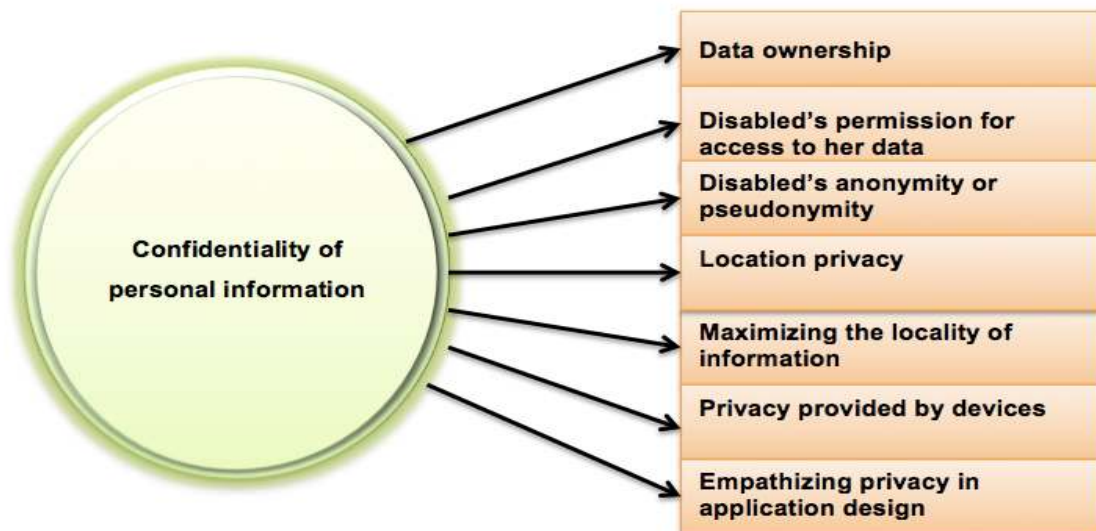 Confidentiality of
personal information
Data ownership
Disabled's permission for
access to her data
Disabled's anonymity or
pseudonymity
Location privacy
Maximizing the locality of
information
Privacy provided by devices
Empathizing privacy in
application design